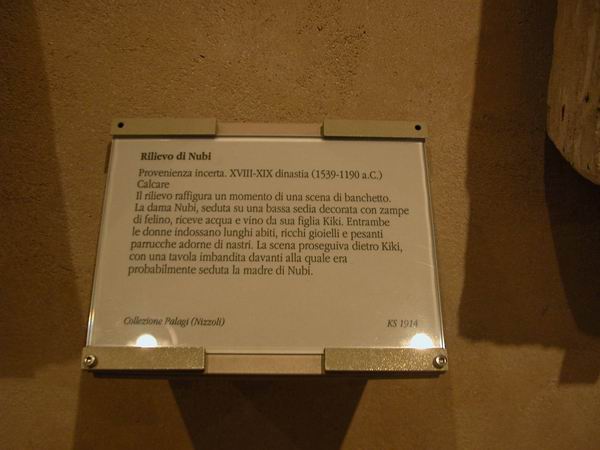 Rilievo di Nubi
Provenienza incerta. XVIII-XIX dinastia (1539-1190 a.C.)
Calcare
Il rilievo raffigura un momento di una scena di banchetto.
La dama Nubi, seduta su una bassa sedia decorata con zampe
di felino, riceve acqua e vino da sua figlia Kiki. Entrambe
le donne indossano lunghi abiti, ricchi gioielli e pesanti
parrucche adorne di nastri. La scena proseguiva dietro Kiki,
con una tavola imbandita davanti alla quale era
probabilmente seduta la madre di Nubi.
Collezione Palagi (Nizzoli)
KS 1914